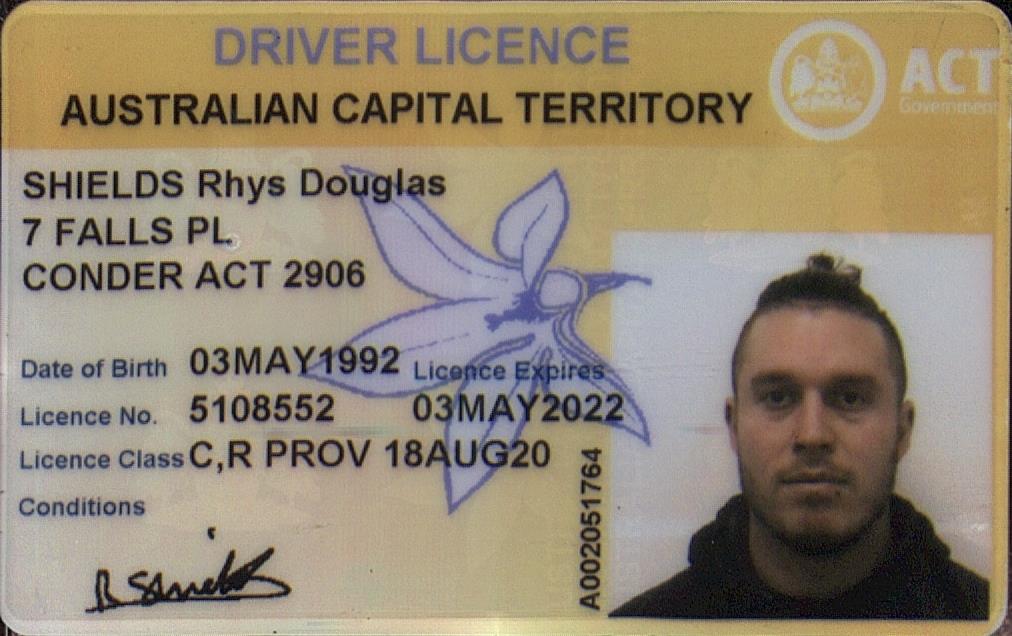 DRIVER LICENCE
AUSTRALIAN CAPITAL TERRITORY
ACT
Government
SHIELDS Rhys Douglas
7 FALLS PL
CONDER ACT 2906
Date of Birth 03MAY1992 Licence Expires
Licence No. 5108552 03MAY2022
Licence Class C,R PROV 18AUG20
Conditions
A002051764
R Shields